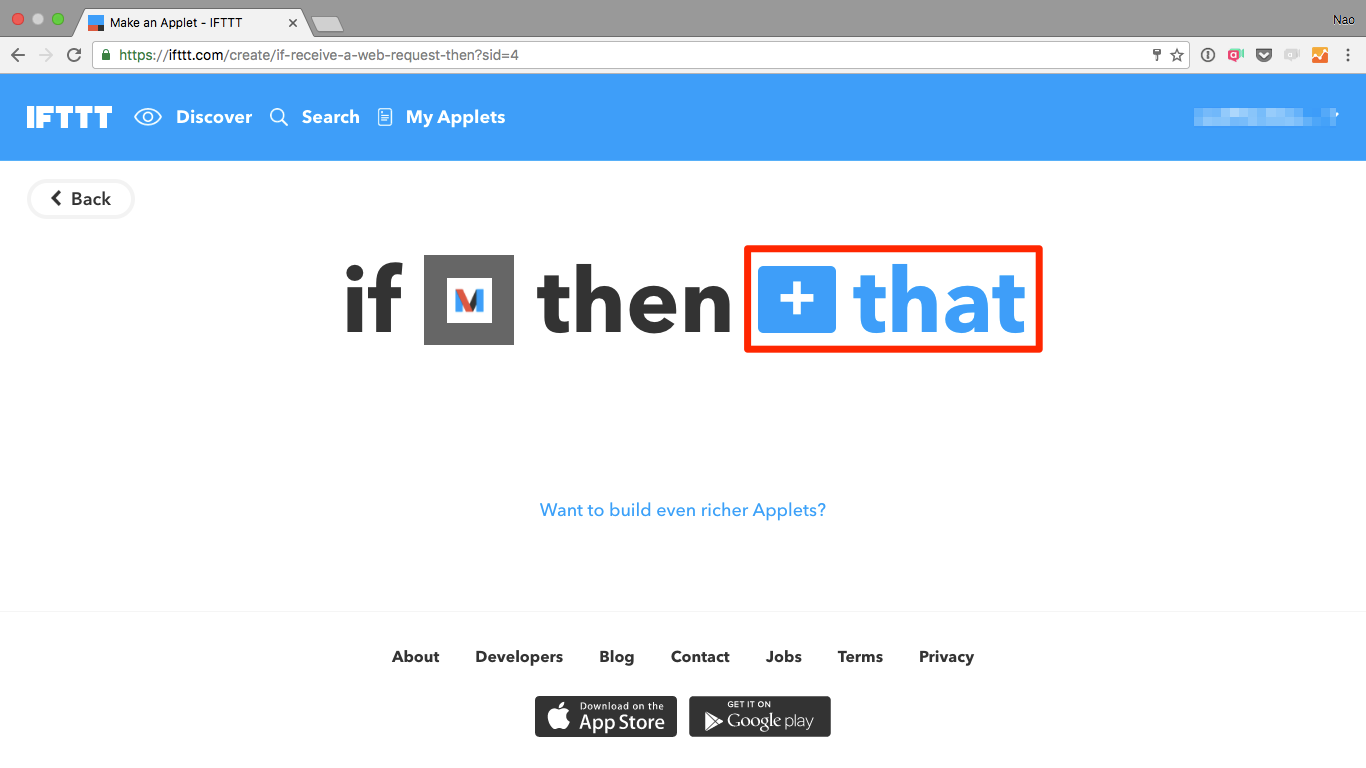 Make an Applet - IFTTT
Nao
https://ifttt.com/create/if-receive-a-web-request-then?sid=4
IFTTT Discover Search My Applets
Back
if M then + that
Want to build even richer Applets?
About Developers Blog Contact Jobs Terms Privacy
Download on the
App Store
GET IT ON
Google play